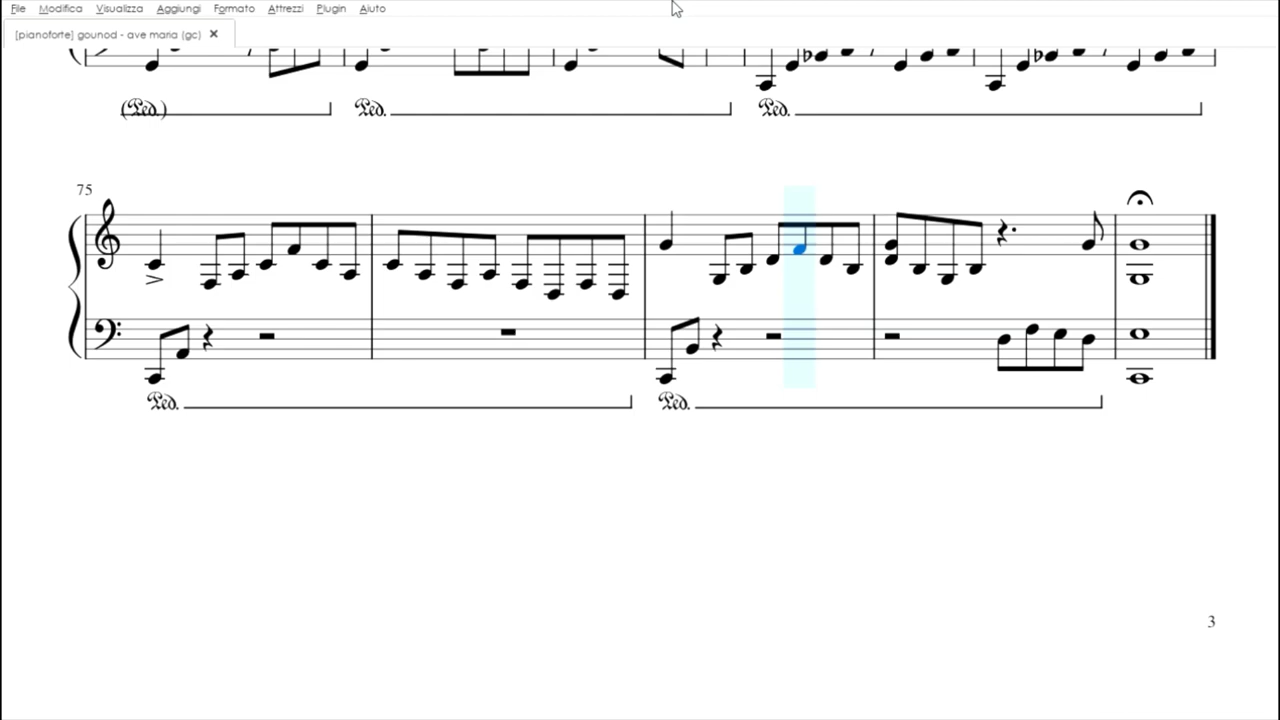 File Modifica Visualizza Aggiungi Formato Attrezzi Plugin Aiuto
[pianoforte] gounod - ave maria (gc) ×
(Ped.) Ped. Ped.
75
Ped. Ped.
3